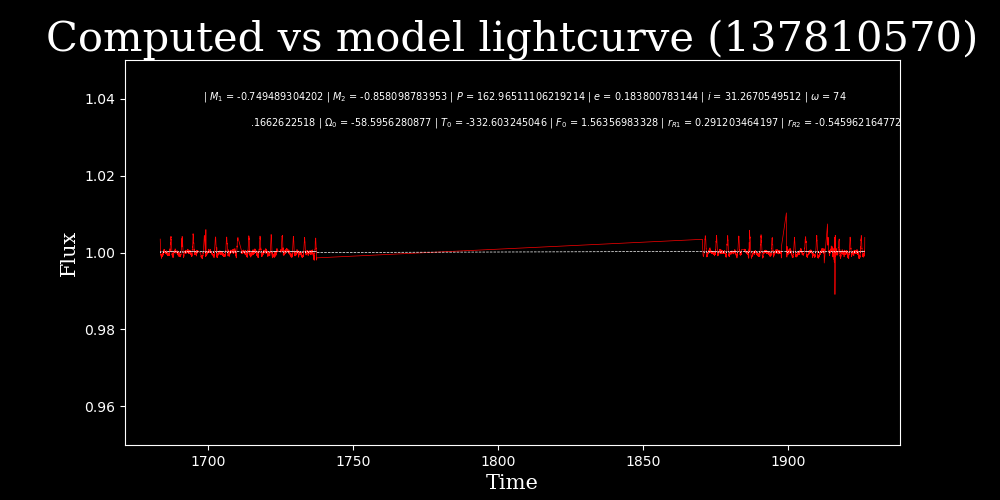 Computed vs model lightcurve (137810570)
| M₁ = -0.749489304202 | M₂ = -0.858098783953 | P = 162.96511106219214 | e = 0.183800783144 | i = 31.2670549512 | ω = 74
.1662622518 | Ω₀ = -58.5956280877 | T₀ = -332.603245046 | F₀ = 1.56356983328 | r_R1 = 0.291203464197 | r_R2 = -0.545962164772
1.04
1.02
1.00
0.98
0.96
Flux
1700 1750 1800 1850 1900
Time